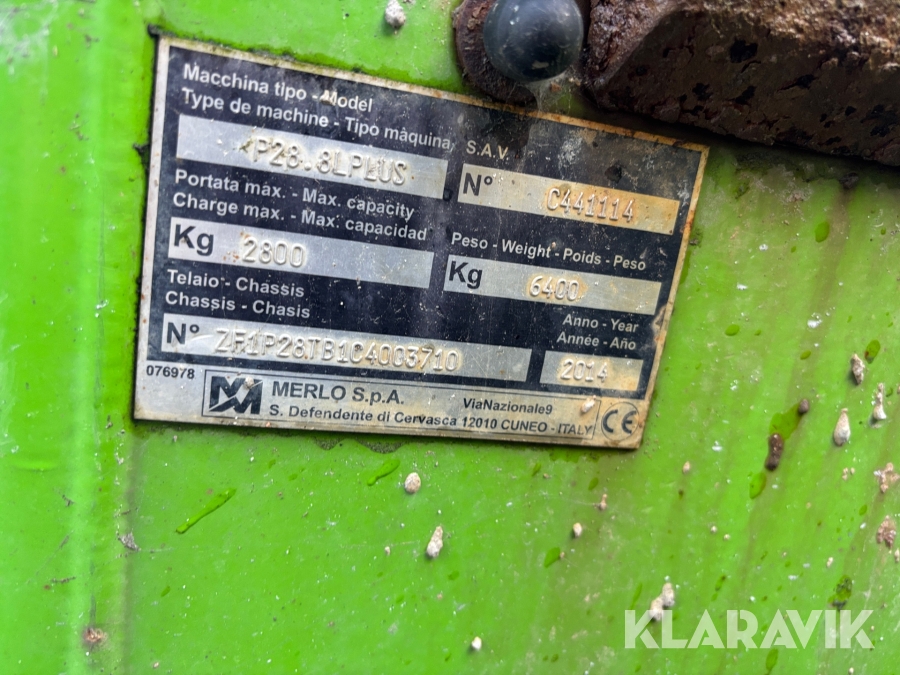 Macchina tipo - Model
Type de machine - Tipo màquina
P28.8LPLUS
S.A.V.
N° C441114
Portata max. - Max. capacity
Charge max. - Max. capacidad
Kg 2800
Peso - Weight - Poids - Peso
Kg 6400
Telaio - Châssis
Chassis - Chasis
N° ZF1P28TB1C4003710
Anno - Year
Année - Año
2014
076978
MERLO S.p.A.
ViaNazionale9
S. Defendente di Cervasca 12010 CUNEO - ITALY
CE
KLARAVIK